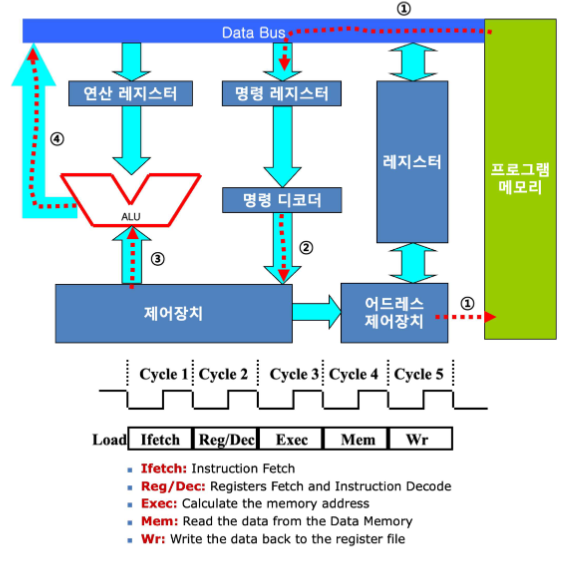 ①
Data Bus
연산 레지스터
명령 레지스터
④
레지스터
프로그램
메모리
명령 디코더
ALU
③
②
제어장치
어드레스
제어장치
①
Cycle 1 Cycle 2 Cycle 3 Cycle 4 Cycle 5
Load Ifetch Reg/Dec Exec Mem Wr
Ifetch: Instruction Fetch
Reg/Dec: Registers Fetch and Instruction Decode
Exec: Calculate the memory address
Mem: Read the data from the Data Memory
Wr: Write the data back to the register file